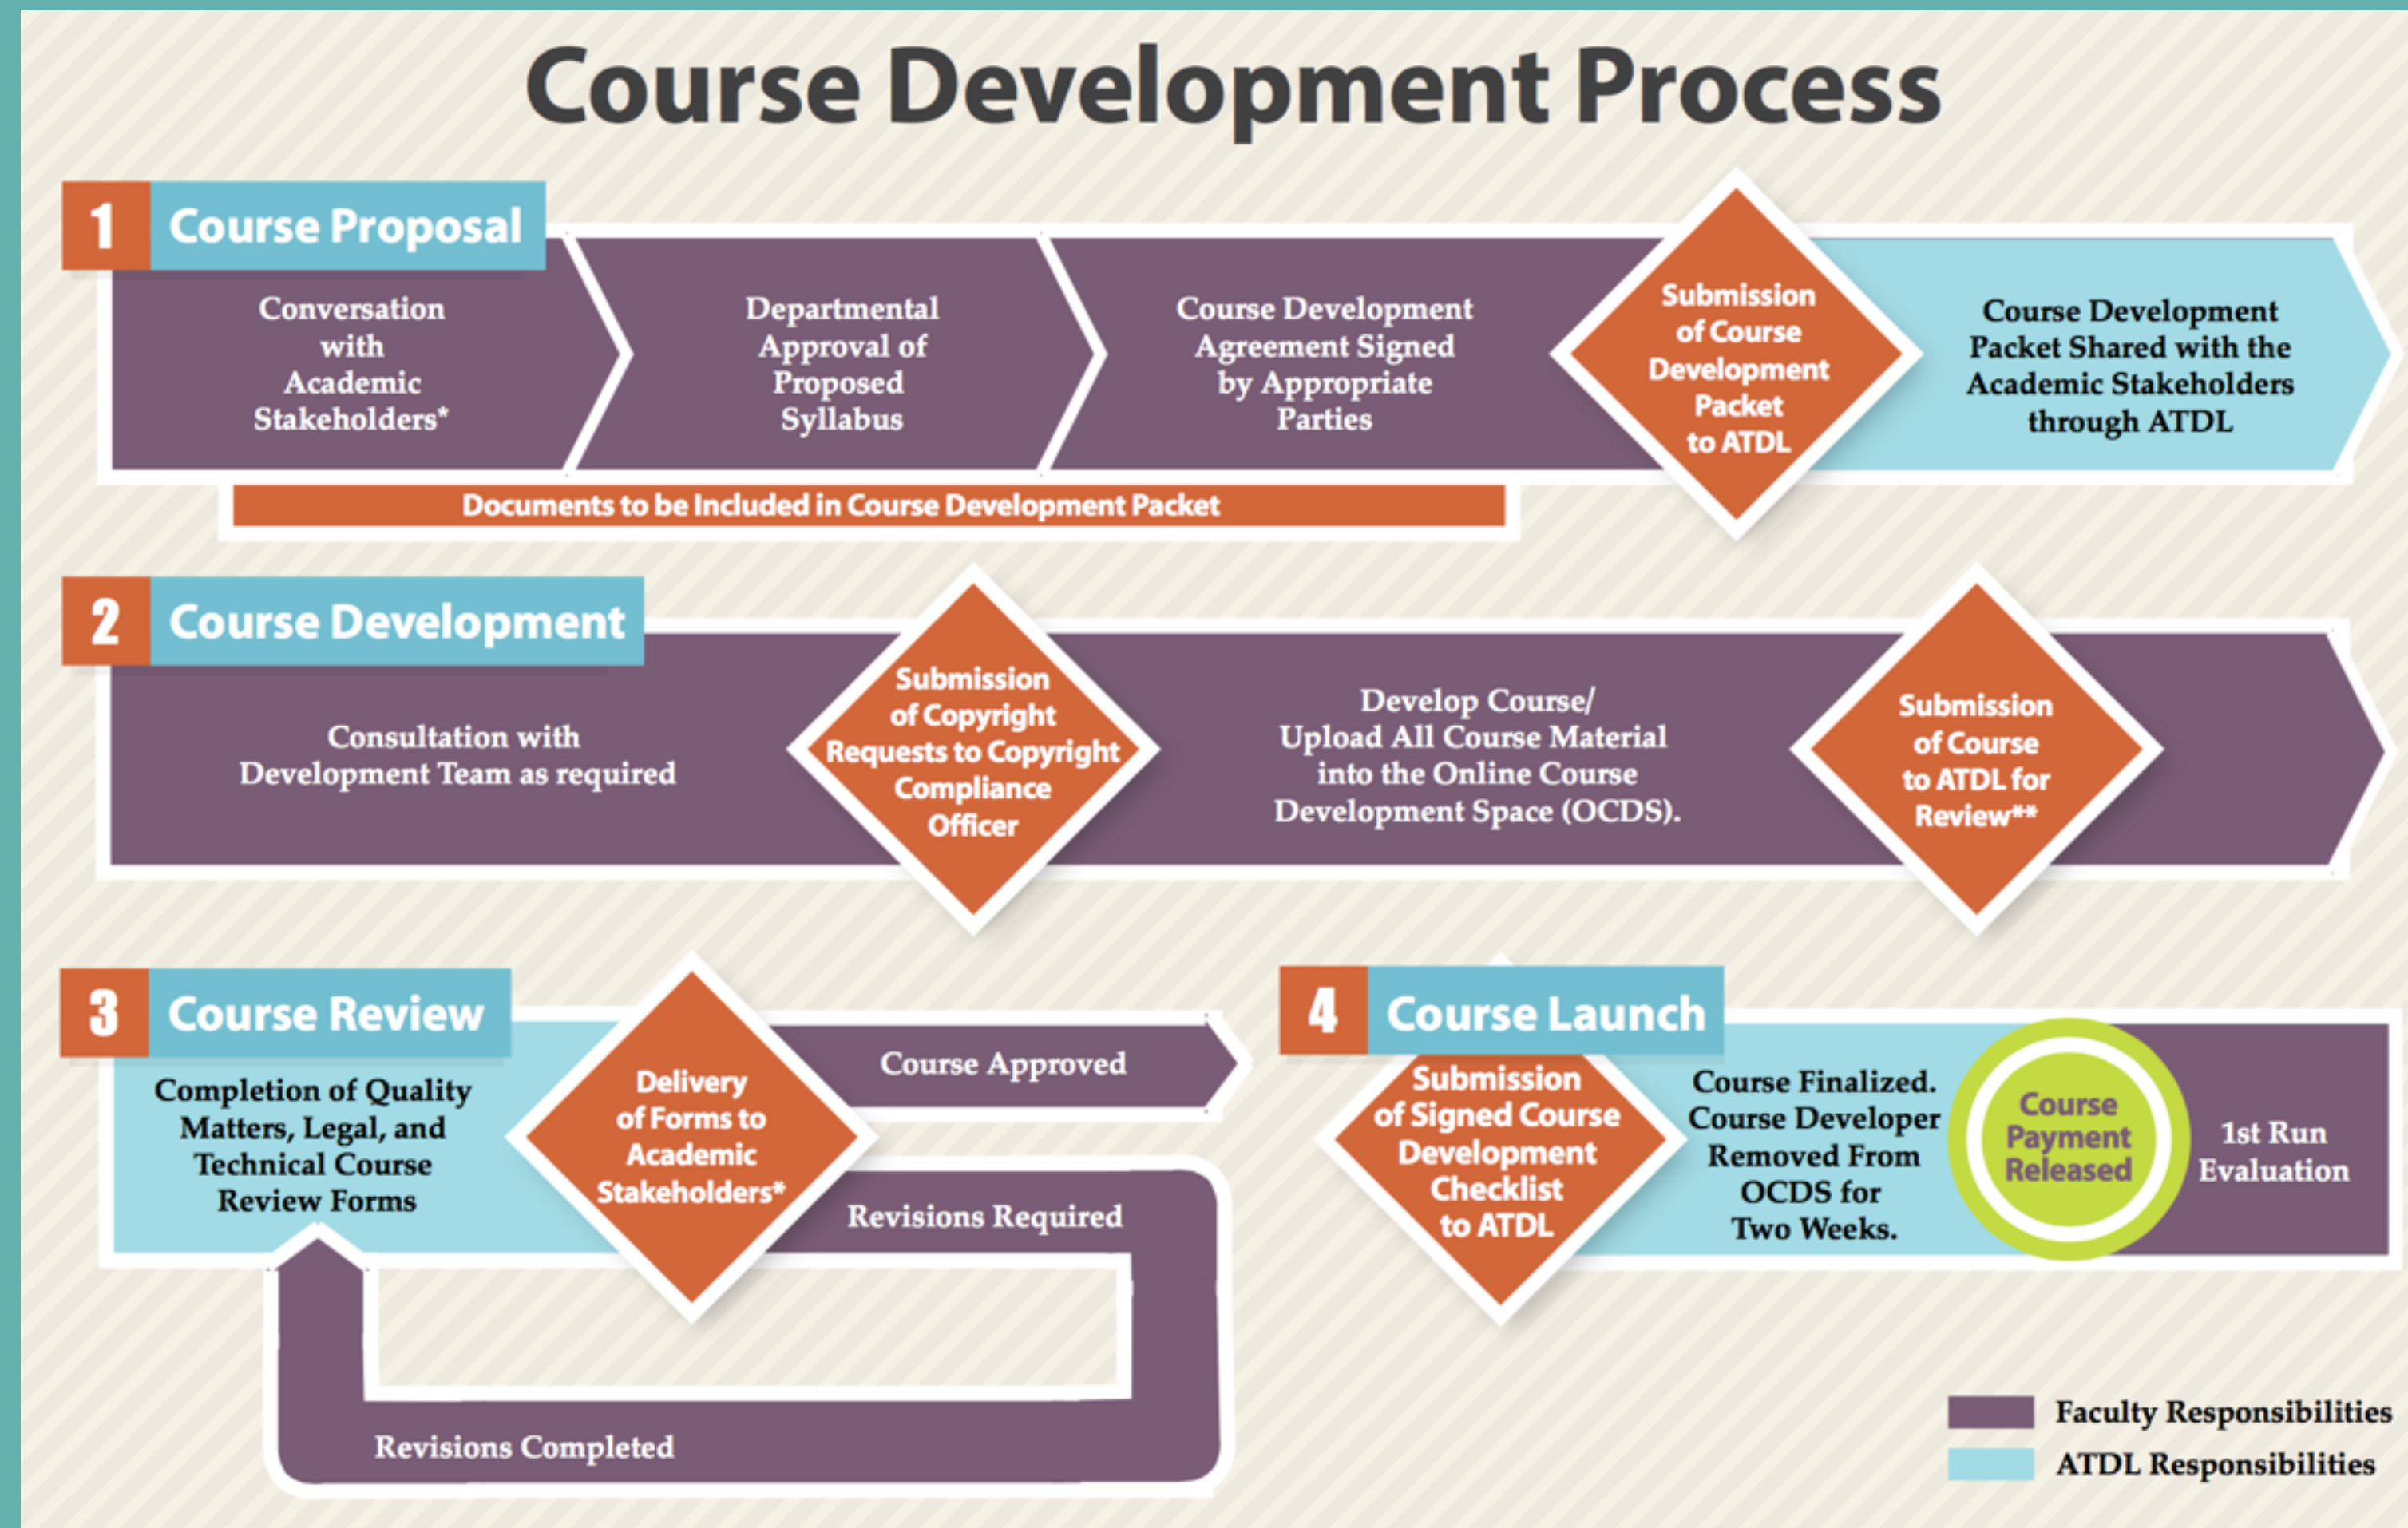 Course Development Process
1 Course Proposal
Conversation
with
Academic
Stakeholders*
Departmental
Approval of
Proposed
Syllabus
Course Development
Agreement Signed
by Appropriate
Parties
Submission
of Course
Development
Packet
to ATDL
Course Development
Packet Shared with the
Academic Stakeholders
through ATDL
Documents to be Included in Course Development Packet
2 Course Development
Consultation with
Development Team as required
Submission
of Copyright
Requests to Copyright
Compliance
Officer
Develop Course/
Upload All Course Material
into the Online Course
Development Space (OCDS).
Submission
of Course
to ATDL for
Review**
3 Course Review
Completion of Quality
Matters, Legal, and
Technical Course
Review Forms
Delivery
of Forms to
Academic
Stakeholders*
Course Approved
Revisions Required
Revisions Completed
4 Course Launch
Submission
of Signed Course
Development
Checklist
to ATDL
Course Finalized.
Course Developer
Removed From
OCDS for
Two Weeks.
Course
Payment
Released
1st Run
Evaluation
Faculty Responsibilities
ATDL Responsibilities